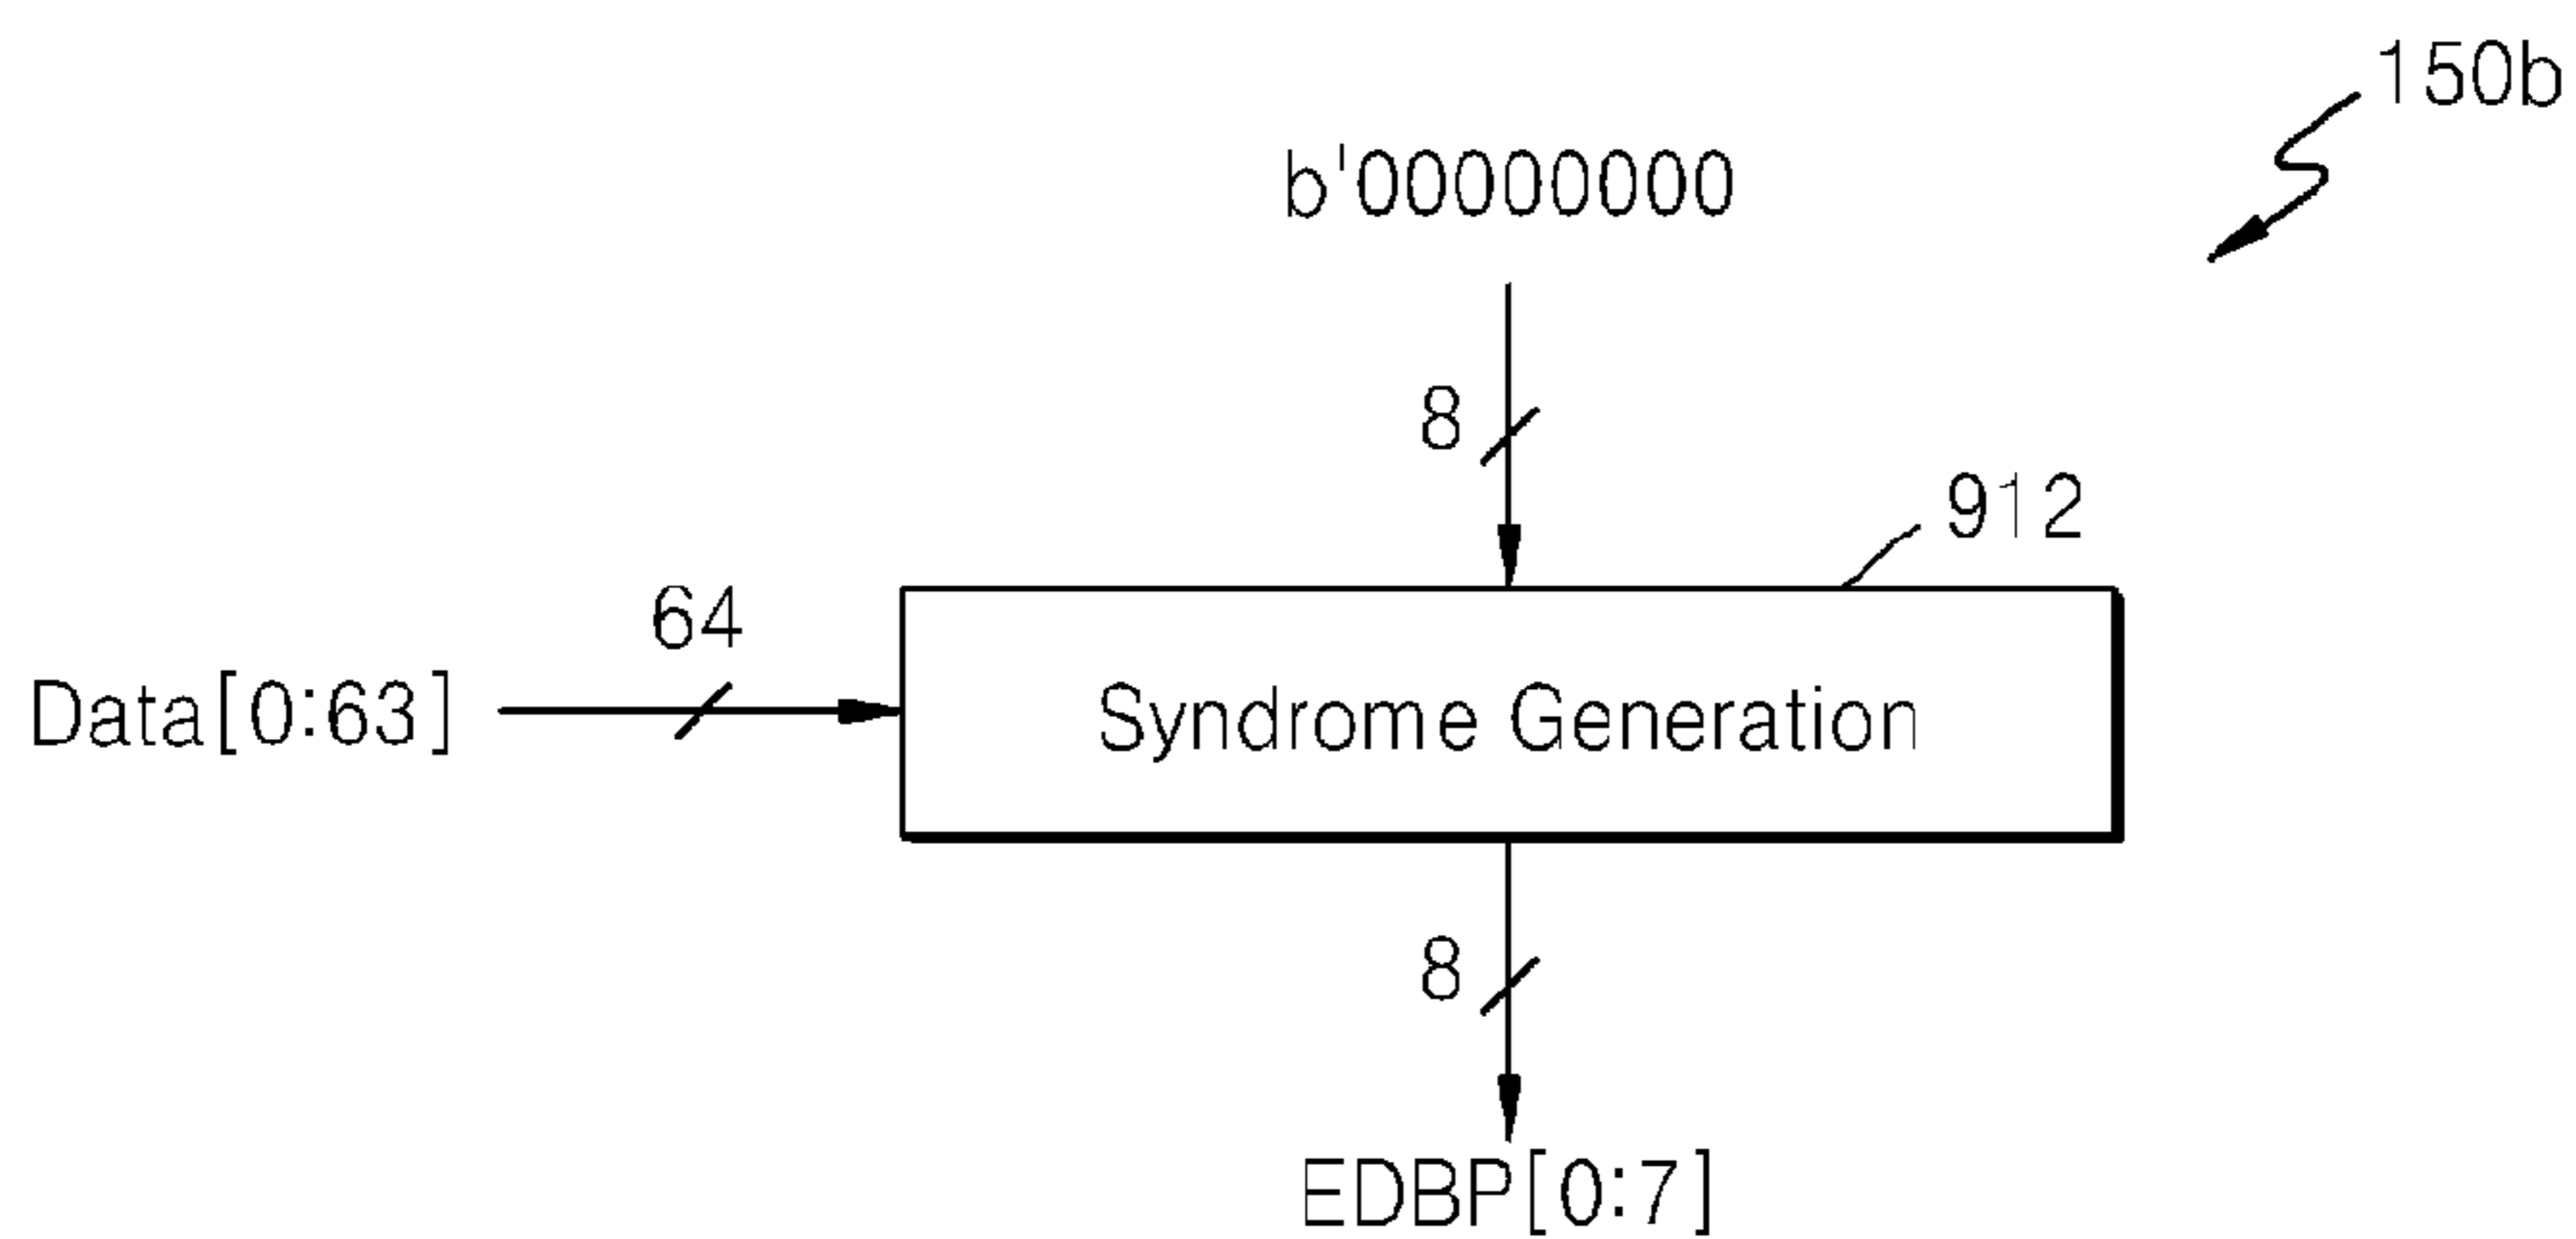 150b
b'00000000
8
912
64
Data[0:63]
Syndrome Generation
8
EDBP[0:7]